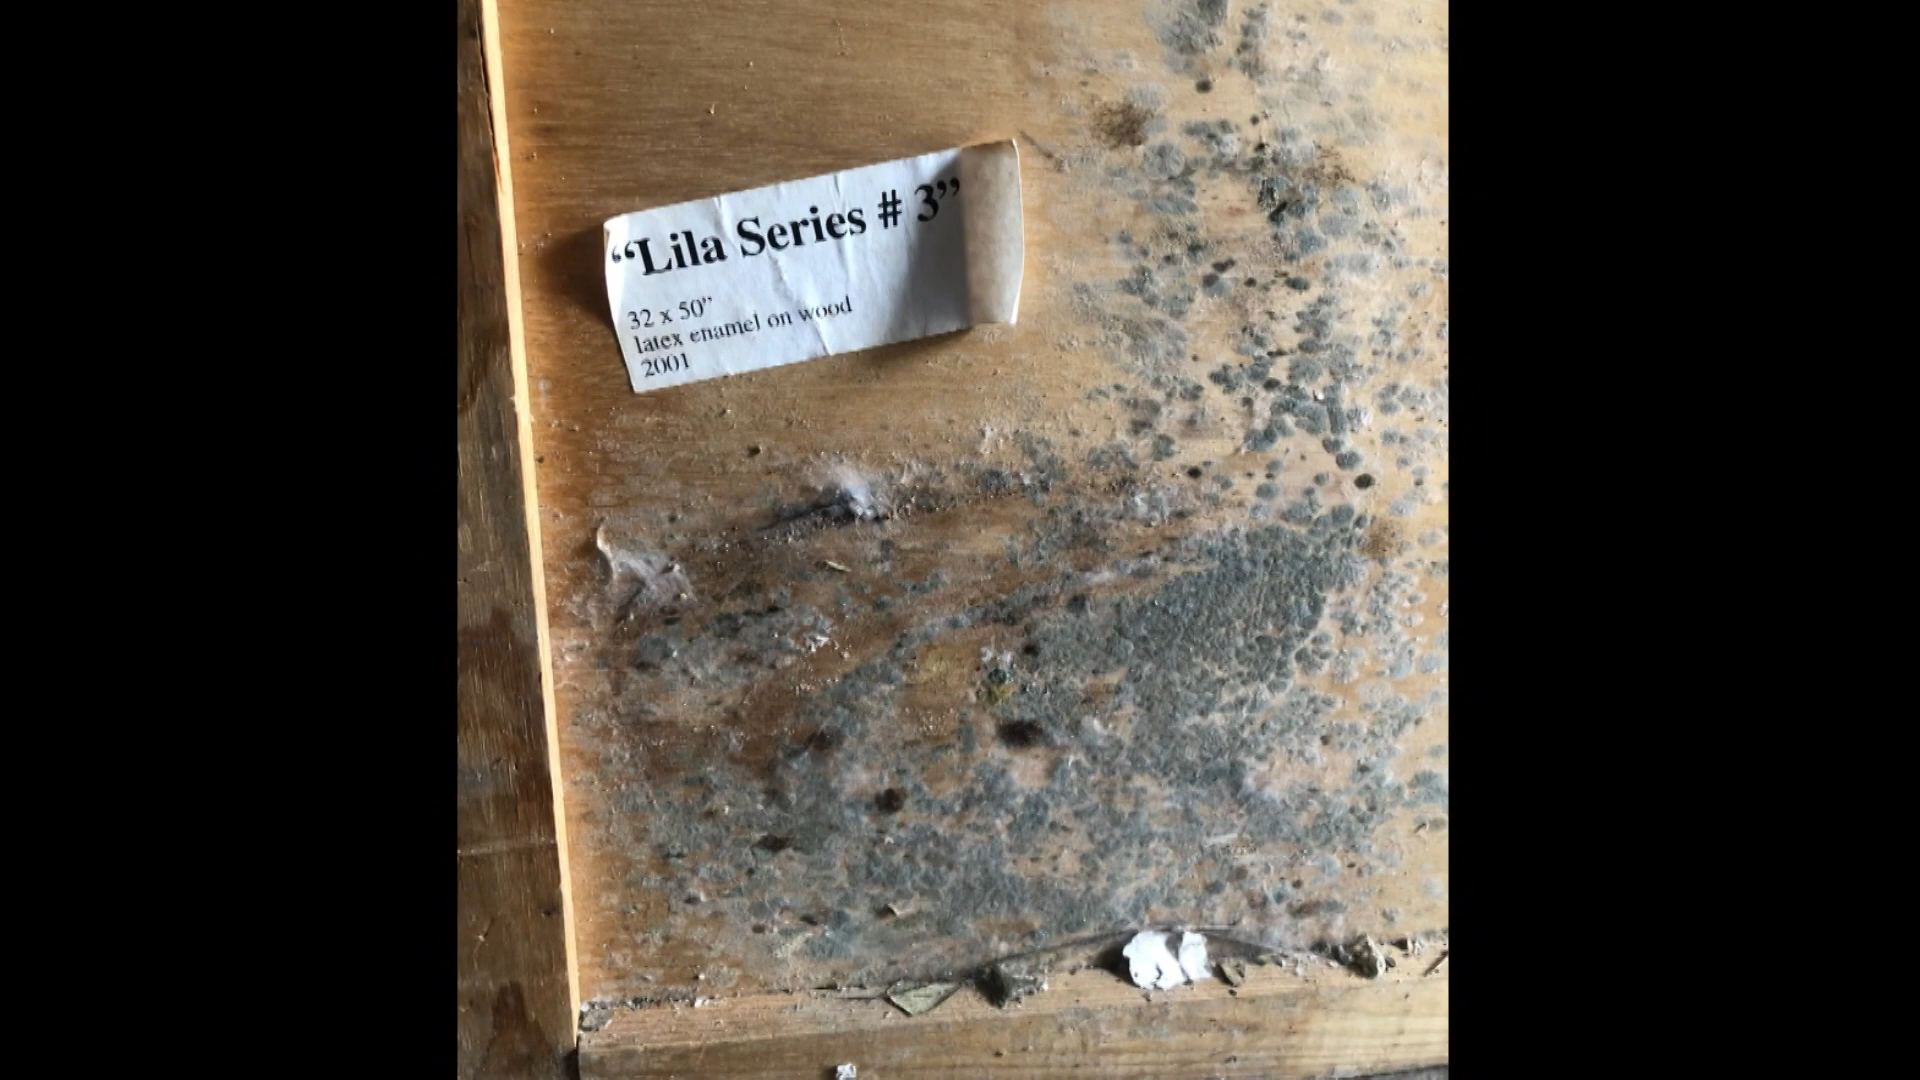 “Lila Series # 3”
32 x 50”
latex enamel on wood
2001